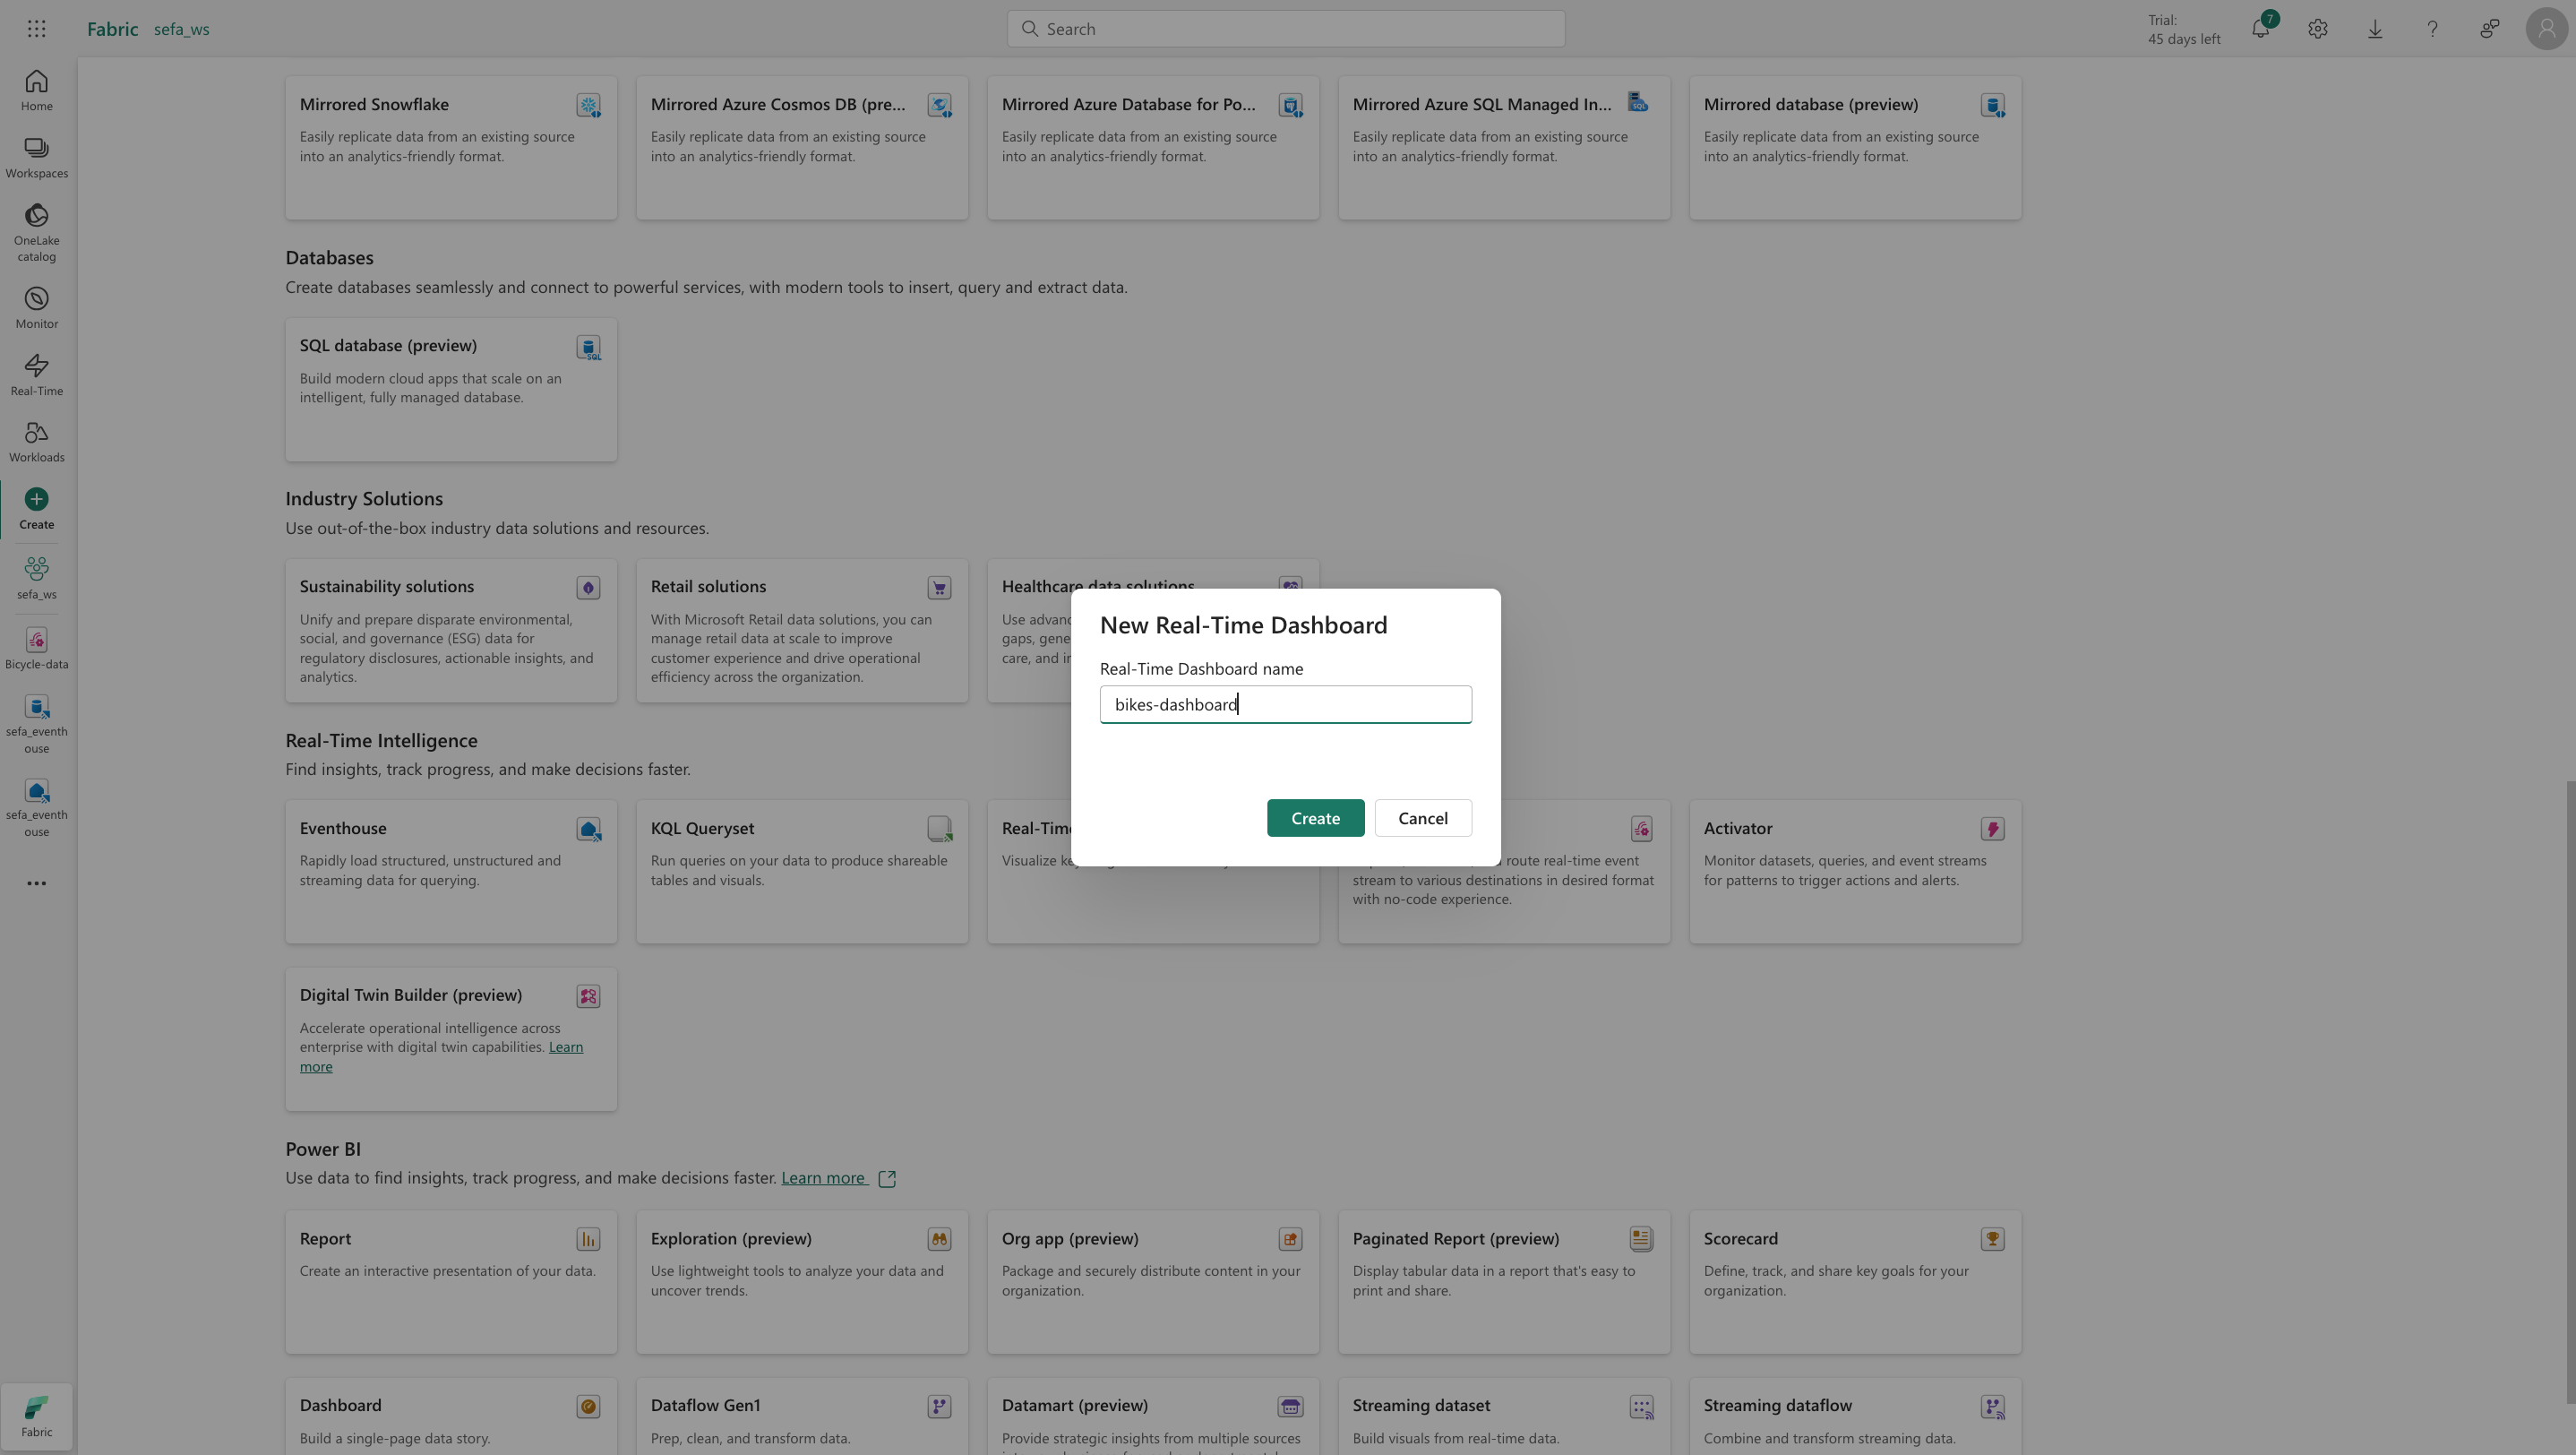 Fabric sefa_ws
Search
Trial:
45 days left
7
Home
Workspaces
OneLake
catalog
Monitor
Real-Time
Workloads
Create
sefa_ws
Bicycle-data
sefa_eventh
ouse
sefa_eventh
ouse
Fabric
Mirrored Snowflake
Easily replicate data from an existing source
into an analytics-friendly format.
Mirrored Azure Cosmos DB (pre...
Easily replicate data from an existing source
into an analytics-friendly format.
Mirrored Azure Database for Po...
Easily replicate data from an existing source
into an analytics-friendly format.
Mirrored Azure SQL Managed In...
SQL
Easily replicate data from an existing source
into an analytics-friendly format.
Mirrored database (preview)
Easily replicate data from an existing source
into an analytics-friendly format.
Databases
Create databases seamlessly and connect to powerful services, with modern tools to insert, query and extract data.
SQL database (preview)
SQL
Build modern cloud apps that scale on an
intelligent, fully managed database.
Industry Solutions
Use out-of-the-box industry data solutions and resources.
Sustainability solutions
Unify and prepare disparate environmental,
social, and governance (ESG) data for
regulatory disclosures, actionable insights, and
analytics.
Retail solutions
With Microsoft Retail data solutions, you can
manage retail data at scale to improve
customer experience and drive operational
efficiency across the organization.
Healthcare data solutions
Use advanc
gaps, gene
care, and in
New Real-Time Dashboard
Real-Time Dashboard name
bikes-dashboard
Create
Cancel
Real-Time Intelligence
Find insights, track progress, and make decisions faster.
Eventhouse
Rapidly load structured, unstructured and
streaming data for querying.
KQL Queryset
Run queries on your data to produce shareable
tables and visuals.
Real-Time
Visualize
route real-time event
stream to various destinations in desired format
with no-code experience.
Activator
Monitor datasets, queries, and event streams
for patterns to trigger actions and alerts.
Digital Twin Builder (preview)
Accelerate operational intelligence across
enterprise with digital twin capabilities. Learn
more
Power BI
Use data to find insights, track progress, and make decisions faster. Learn more
Report
Create an interactive presentation of your data.
Exploration (preview)
Use lightweight tools to analyze your data and
uncover trends.
Org app (preview)
Package and securely distribute content in your
organization.
Paginated Report (preview)
Display tabular data in a report that's easy to
print and share.
Scorecard
Define, track, and share key goals for your
organization.
Dashboard
Build a single-page data story.
Dataflow Gen1
Prep, clean, and transform data.
Datamart (preview)
Provide strategic insights from multiple sources
Streaming dataset
Build visuals from real-time data.
Streaming dataflow
Combine and transform streaming data.